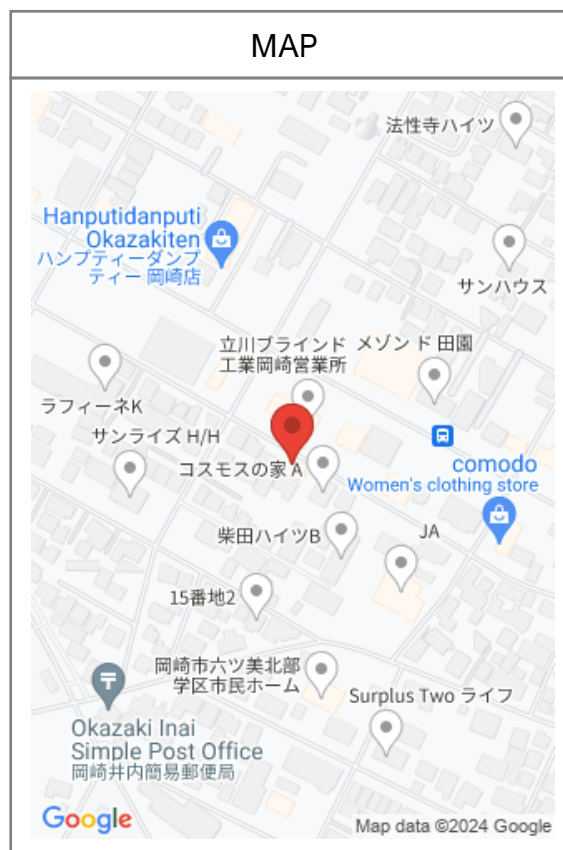 MAP
法性寺ハイツ
Hanputidanputi
Okazakiten
ハンプティーダンプ
ティー 岡崎店
サンハウス
立川ブラインド
工業岡崎営業所
メゾン ド 田園
ラフィーネK
サンライズ H/H
コスモスの家 A
comodo
Women's clothing store
柴田ハイツB
JA
15番地2
岡崎市六ツ美北部
学区市民ホーム
Surplus Two ライフ
Okazaki Inai
Simple Post Office
岡崎井内簡易郵便局
Google
Map data ©2024 Google